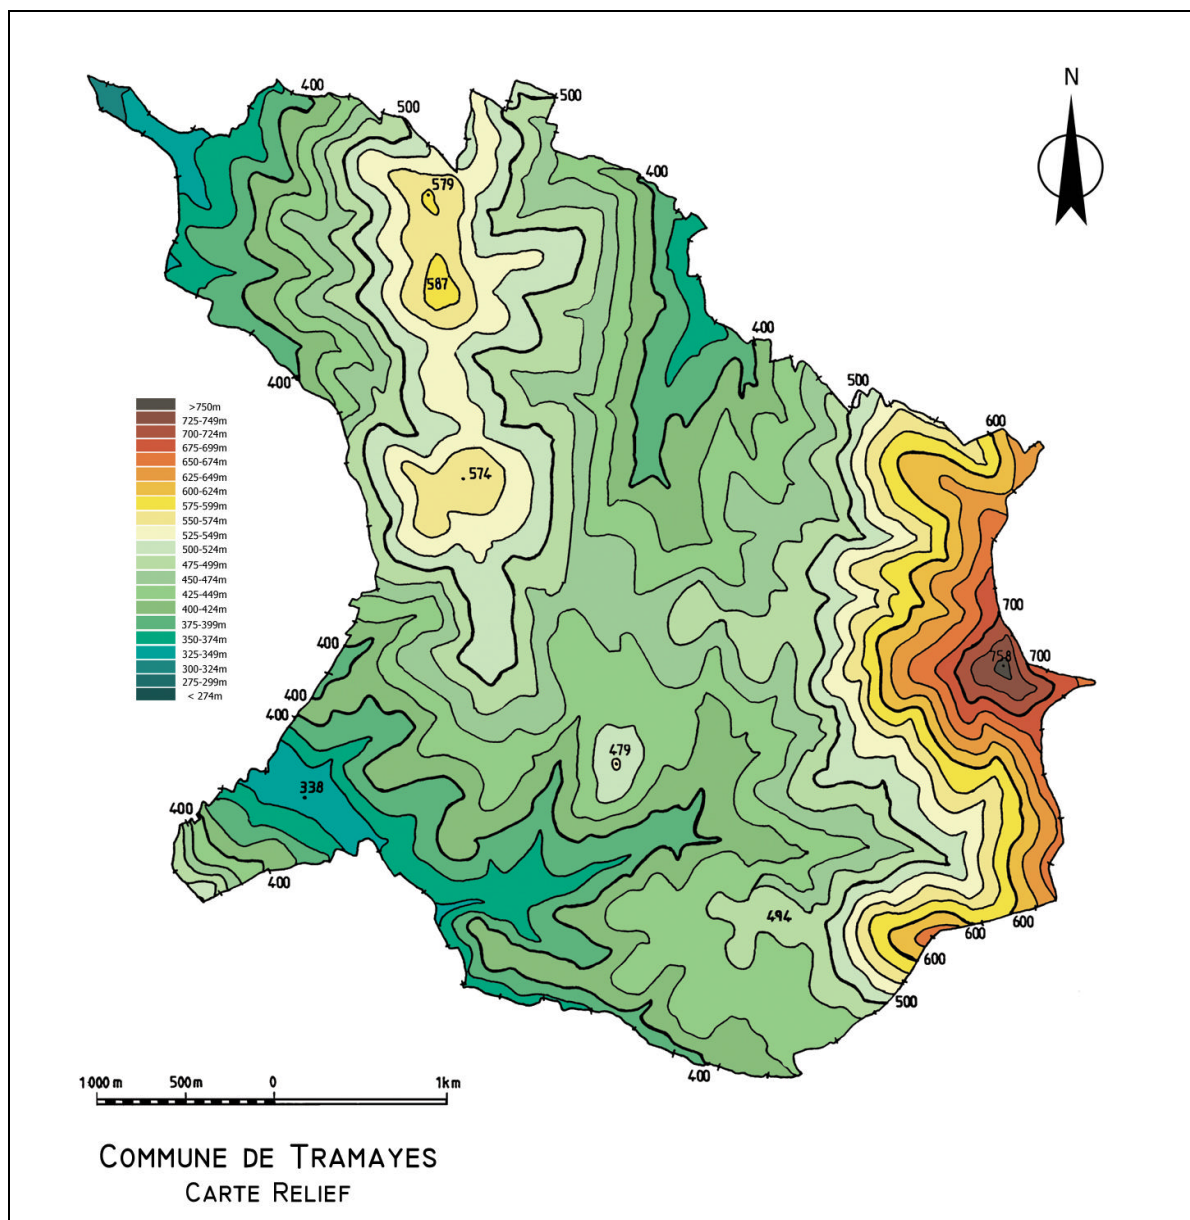 N
400
500
500
400
579
587
400
400
500
600
574
>750m
725-749m
700-724m
675-699m
650-674m
625-649m
600-624m
575-599m
550-574m
525-549m
500-524m
475-499m
450-474m
425-449m
400-424m
375-399m
350-374m
325-349m
300-324m
275-299m
< 274m
700
400
758
700
400
400
479
338
400
400
494
600
600
600
500
400
1000 m 500m 0 1km
COMMUNE DE TRAMAYES
CARTE RELIEF